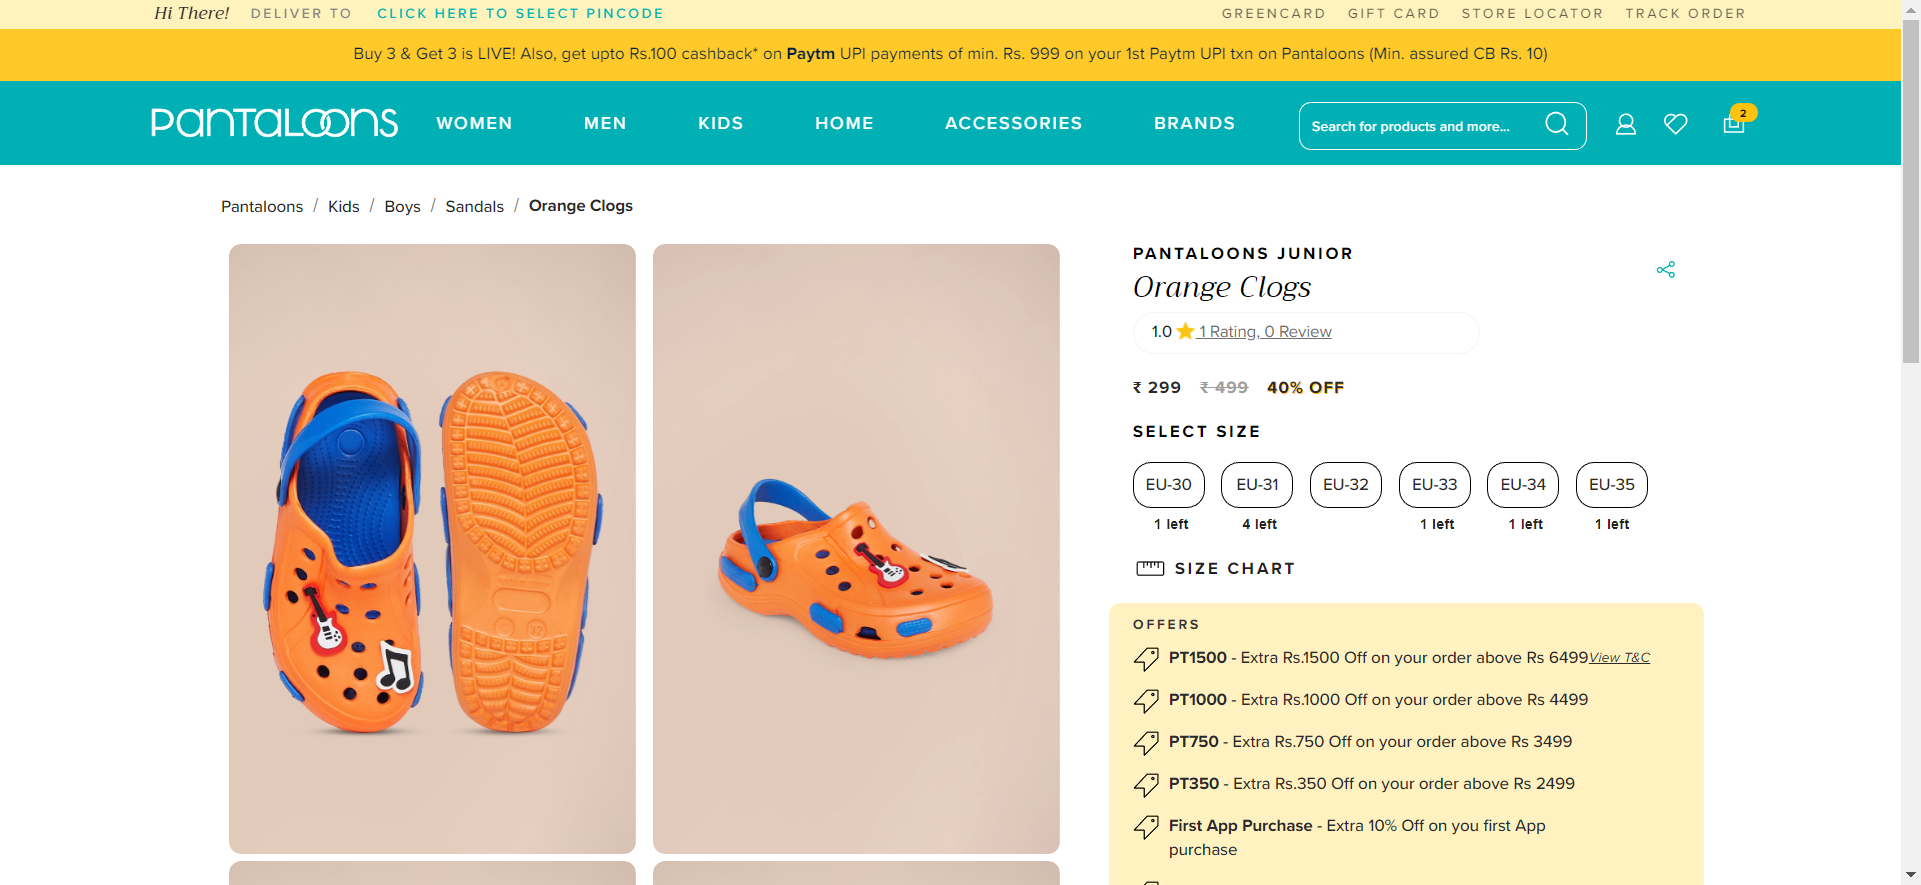 Hi There! DELIVER TO CLICK HERE TO SELECT PINCODE GREENCARD GIFT CARD STORE LOCATOR TRACK ORDER
Buy 3 & Get 3 is LIVE! Also, get upto Rs.100 cashback* on Paytm UPI payments of min. Rs. 999 on your 1st Paytm UPI txn on Pantaloons (Min. assured CB Rs. 10)
PANTALOONS WOMEN MEN KIDS HOME ACCESSORIES BRANDS Search for products and more... 2
Pantaloons / Kids / Boys / Sandals / Orange Clogs
PANTALOONS JUNIOR
Orange Clogs
1.0 1 Rating, 0 Review
₹ 299 ₹ 499 40% OFF
SELECT SIZE
EU-30 EU-31 EU-32 EU-33 EU-34 EU-35
1 left 4 left 1 left 1 left 1 left
SIZE CHART
OFFERS
PT1500 - Extra Rs.1500 Off on your order above Rs 6499 View T&C
PT1000 - Extra Rs.1000 Off on your order above Rs 4499
PT750 - Extra Rs.750 Off on your order above Rs 3499
PT350 - Extra Rs.350 Off on your order above Rs 2499
First App Purchase - Extra 10% Off on you first App
purchase
32